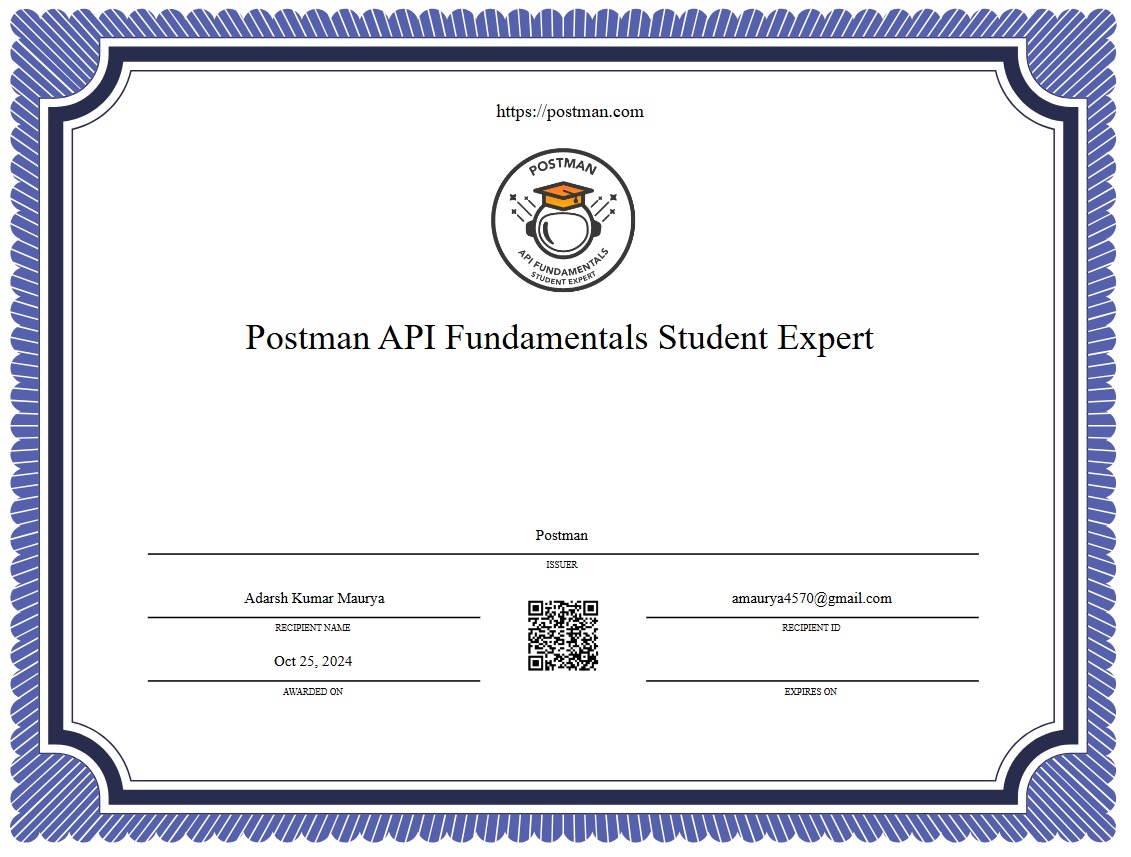 https://postman.com
POSTMAN
API FUNDAMENTALS
STUDENT EXPERT
Postman API Fundamentals Student Expert
Postman
ISSUER
Adarsh Kumar Maurya
RECIPIENT NAME
amaurya4570@gmail.com
RECIPIENT ID
Oct 25, 2024
AWARDED ON
EXPIRES ON